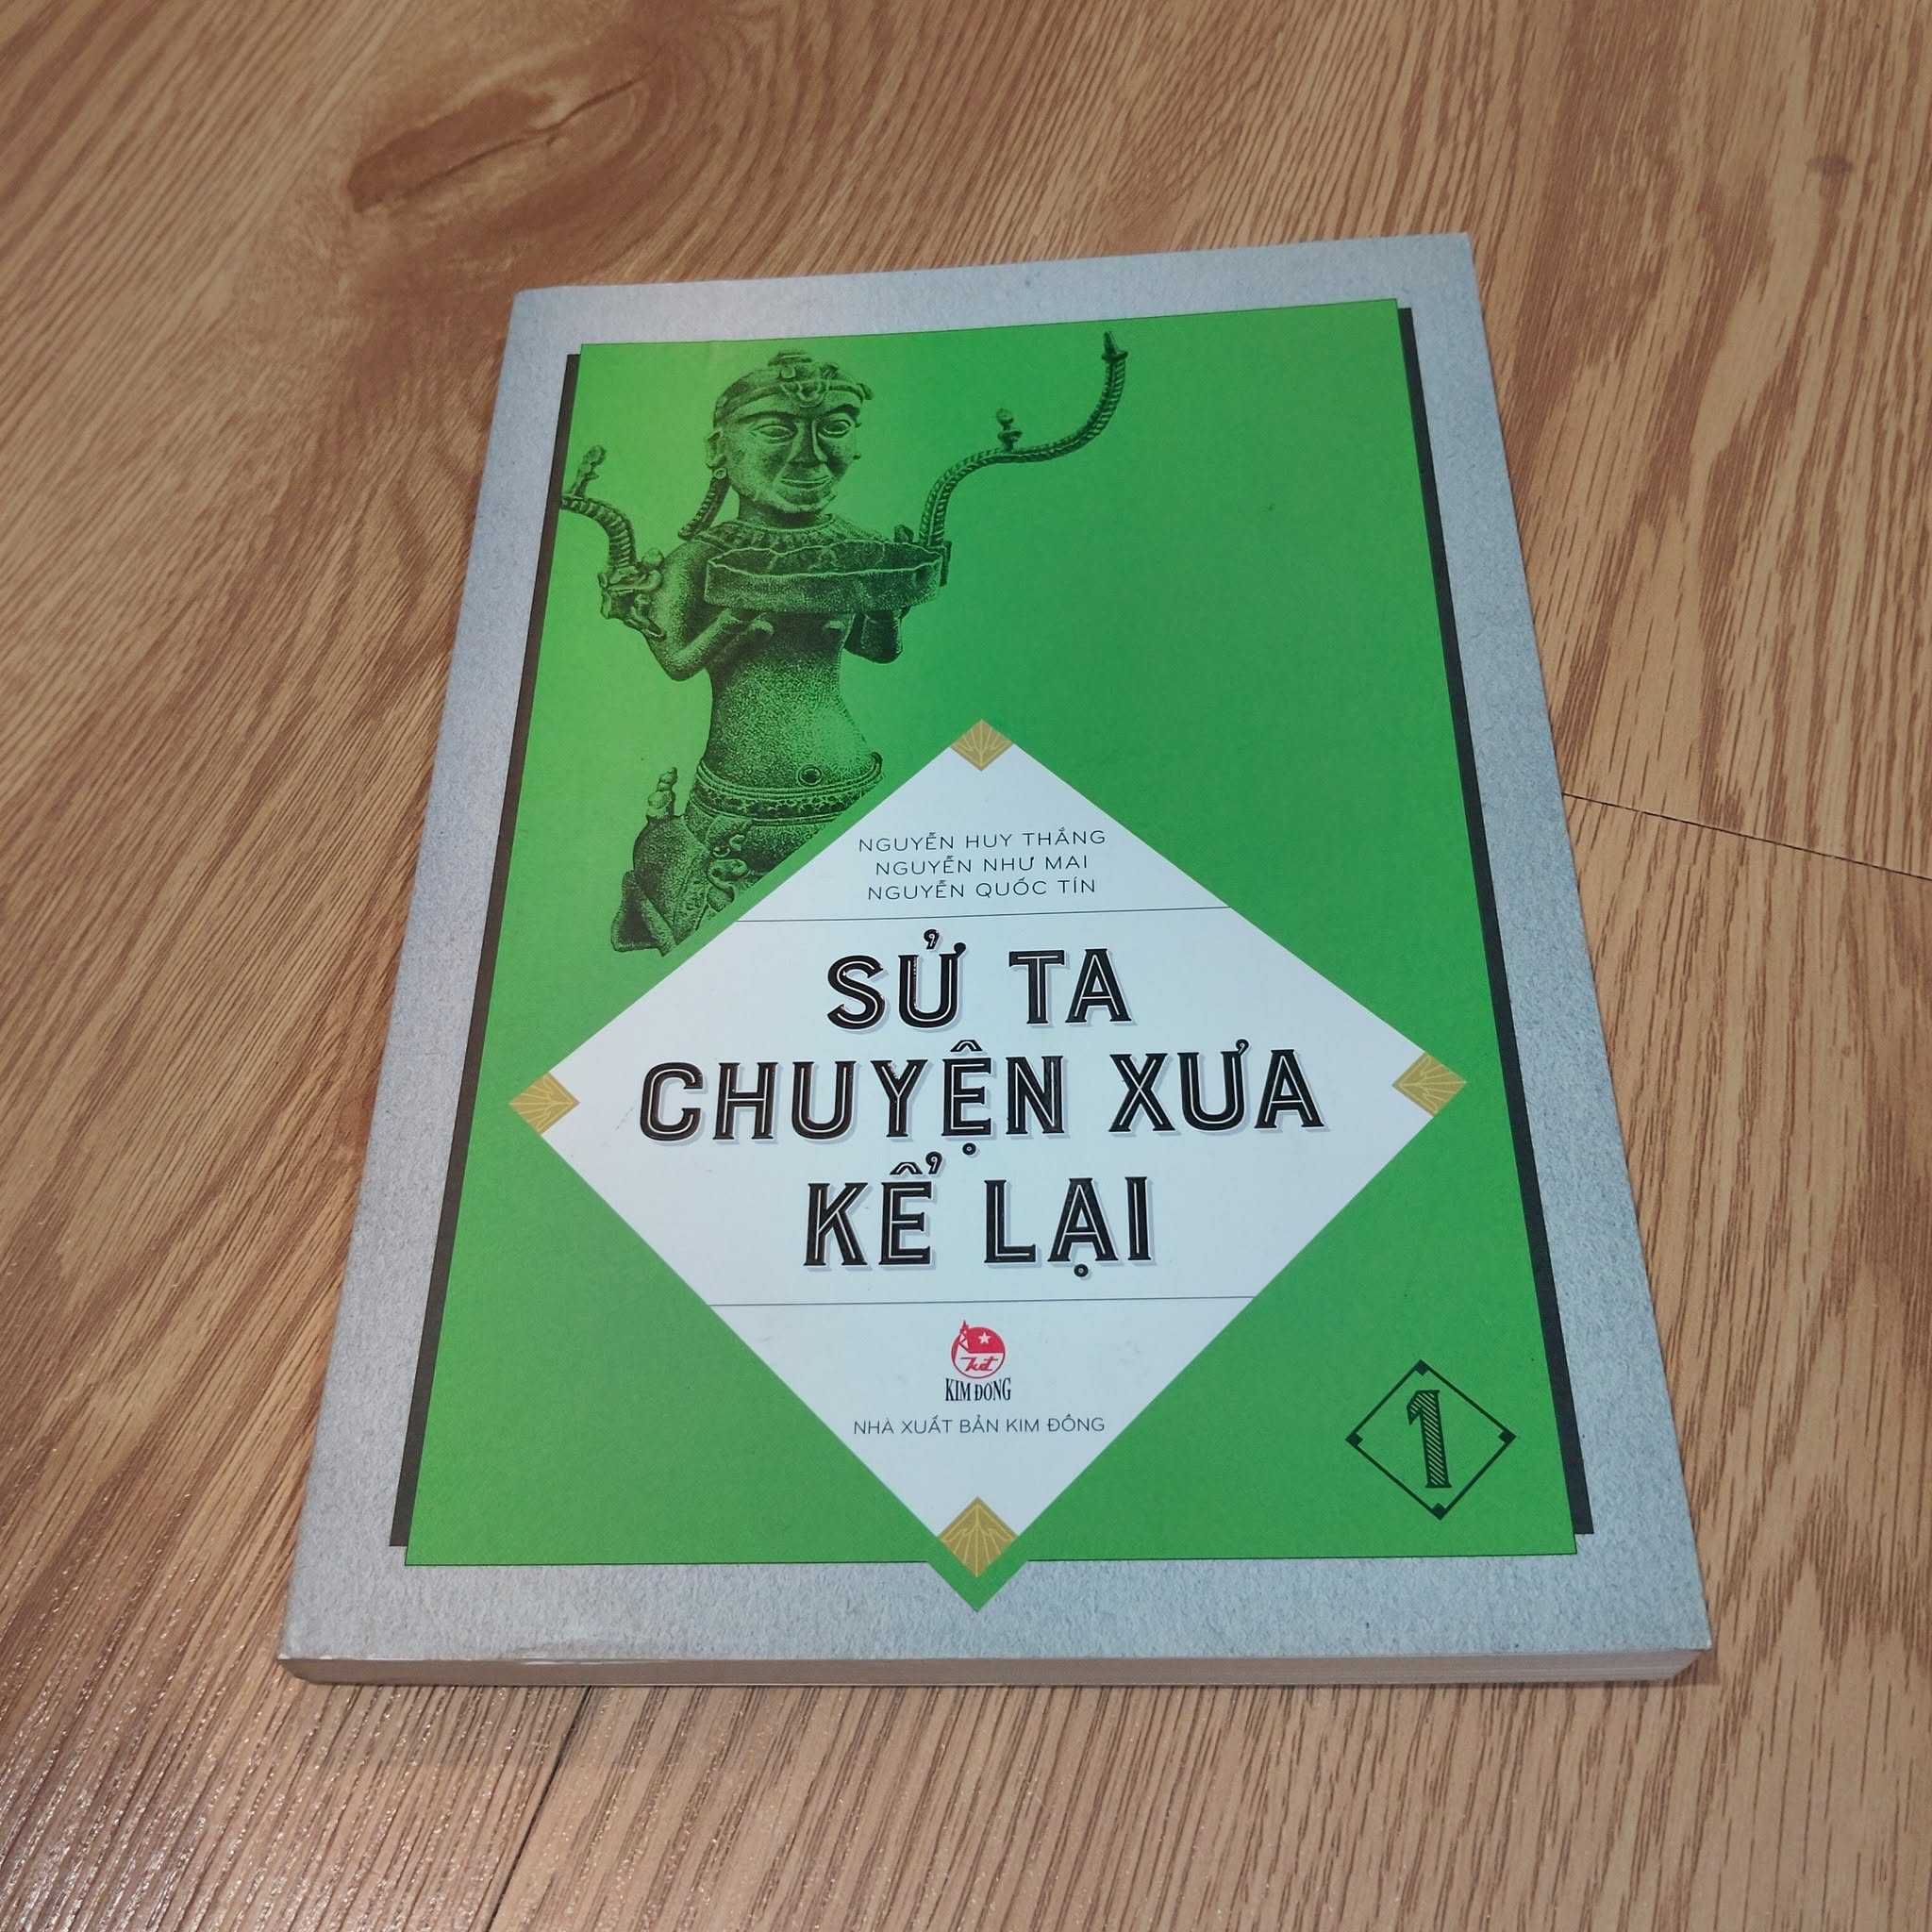 NGUYỄN HUY THẮNG
NGUYỄN NHƯ MAI
NGUYỄN QUỐC TÍN
SỬ TA
CHUYỆN XƯA
KỂ LẠI
KIM ĐỒNG
NHÀ XUẤT BẢN KIM ĐỒNG
1